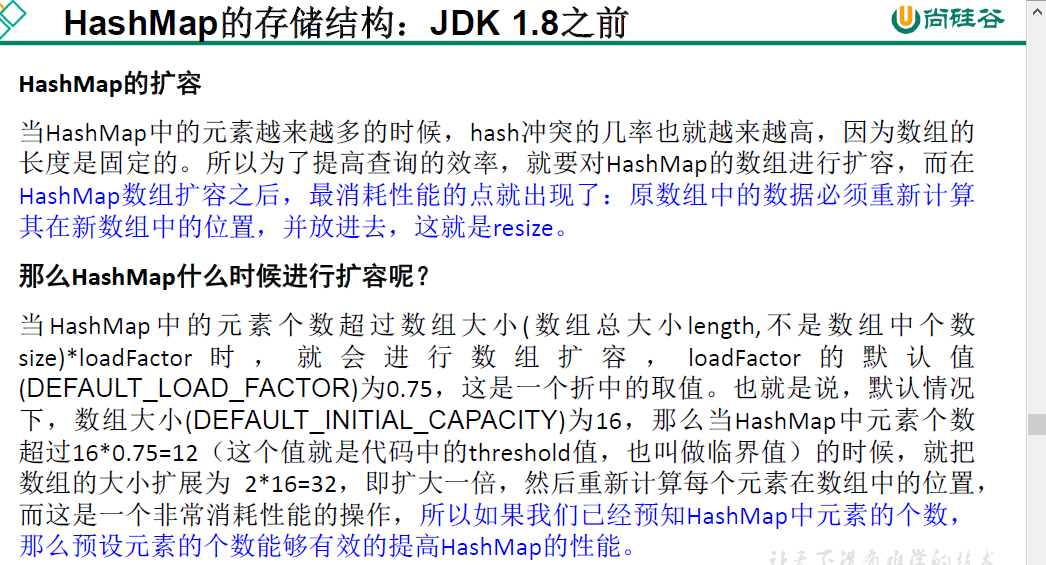 HashMap的存储结构：JDK 1.8之前
尚硅谷
HashMap的扩容
当HashMap中的元素越来越多的时候，hash冲突的几率也就越来越高，因为数组的
长度是固定的。所以为了提高查询的效率，就要对HashMap的数组进行扩容，而在
HashMap数组扩容之后，最消耗性能的点就出现了：原数组中的数据必须重新计算
其在新数组中的位置，并放进去，这就是resize。
那么HashMap什么时候进行扩容呢？
当HashMap中的元素个数超过数组大小(数组总大小length,不是数组中个数
size)*loadFactor时，就会进行数组扩容，loadFactor的默认值
(DEFAULT_LOAD_FACTOR)为0.75，这是一个折中的取值。也就是说，默认情况
下，数组大小(DEFAULT_INITIAL_CAPACITY)为16，那么当HashMap中元素个数
超过16*0.75=12（这个值就是代码中的threshold值，也叫做临界值）的时候，就把
数组的大小扩展为 2*16=32，即扩大一倍，然后重新计算每个元素在数组中的位置，
而这是一个非常消耗性能的操作，所以如果我们已经预知HashMap中元素的个数，
那么预设元素的个数能够有效的提高HashMap的性能。
让天下没有难学的技术